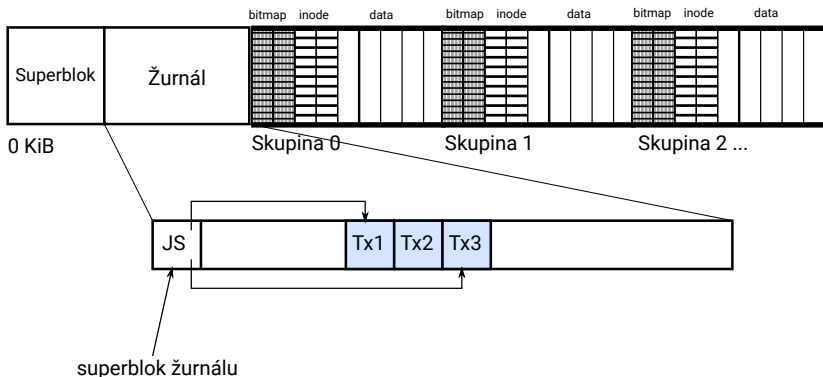 bitmap inode data bitmap inode data bitmap inode data
Superblok Žurnál
0 KiB Skupina 0 Skupina 1 Skupina 2 ...
JS Tx1 Tx2 Tx3
superblok žurnálu